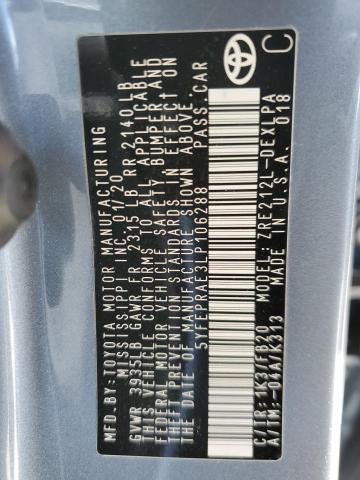 MFD.BY:TOYOTA MOTOR MANUFACTURING
MISSISSIPPI INC. 01/20
GVWR 3935LB GAWR FR 2315 LB RR 2140LB
THIS VEHICLE CONFORMS TO ALL APPLICABLE
FEDERAL MOTOR VEHICLE SAFETY, BUMPER, AND
THEFT PREVENTION STANDARDS IN EFFECT ON
THE DATE OF MANUFACTURE SHOWN ABOVE.
5YFEPRAE3LP106288 PASS.CAR
C/TR: 1K3/FB20 MODEL: ZRE212L-DEXLPA
A/TM:-04A/K313 MADE IN U.S.A. 018
TOYOTA
C